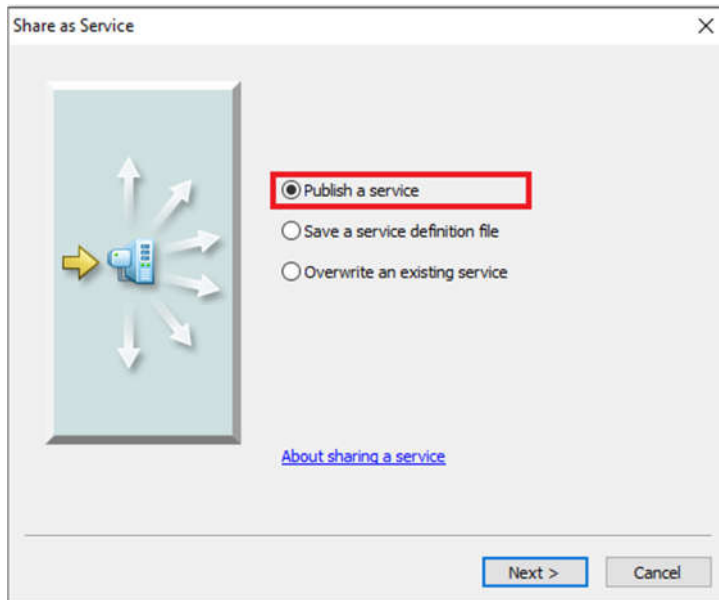 Share as Service
Publish a service
Save a service definition file
Overwrite an existing service
About sharing a service
Next >
Cancel